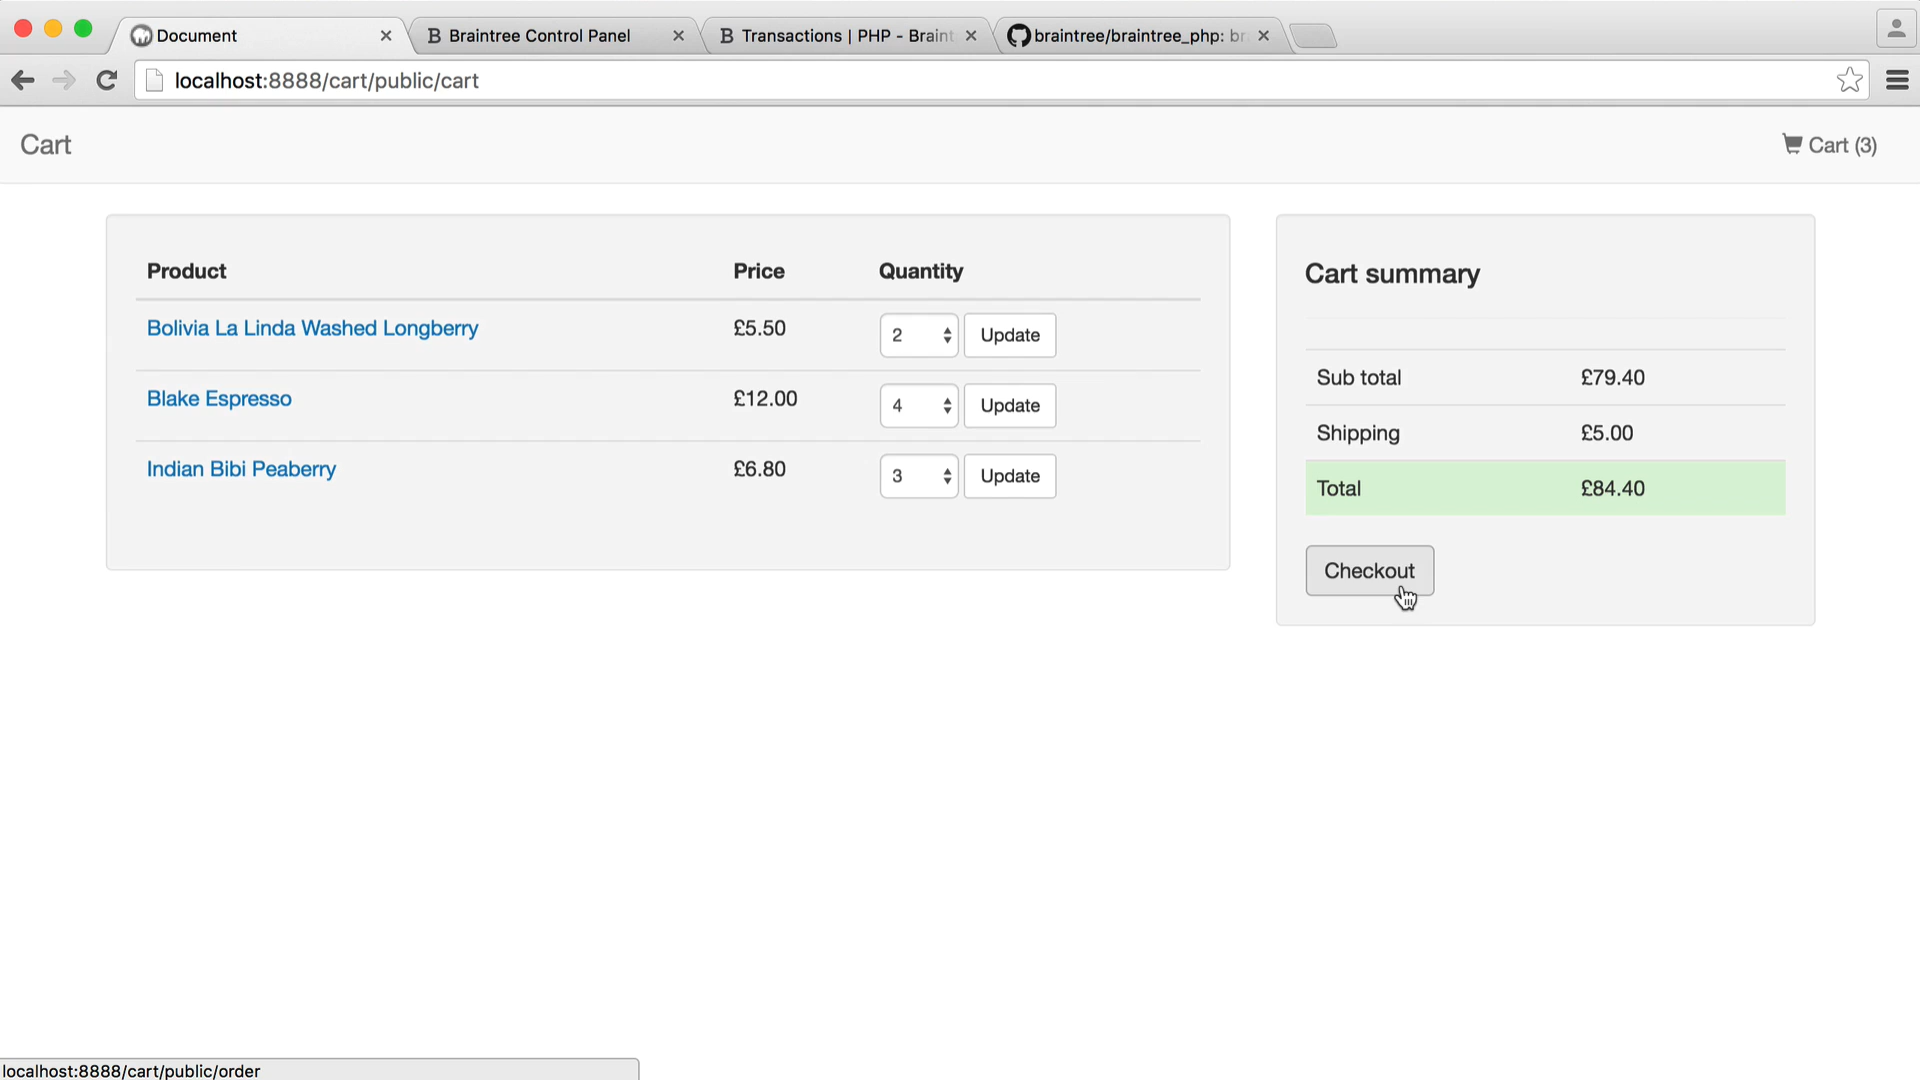 Document
Braintree Control Panel
Transactions | PHP - Braint
braintree/braintree_php: br
localhost:8888/cart/public/cart
Cart
Cart (3)
Product Price Quantity
Bolivia La Linda Washed Longberry £5.50 2 Update
Blake Espresso £12.00 4 Update
Indian Bibi Peaberry £6.80 3 Update
Cart summary
Sub total £79.40
Shipping £5.00
Total £84.40
Checkout
localhost:8888/cart/public/order